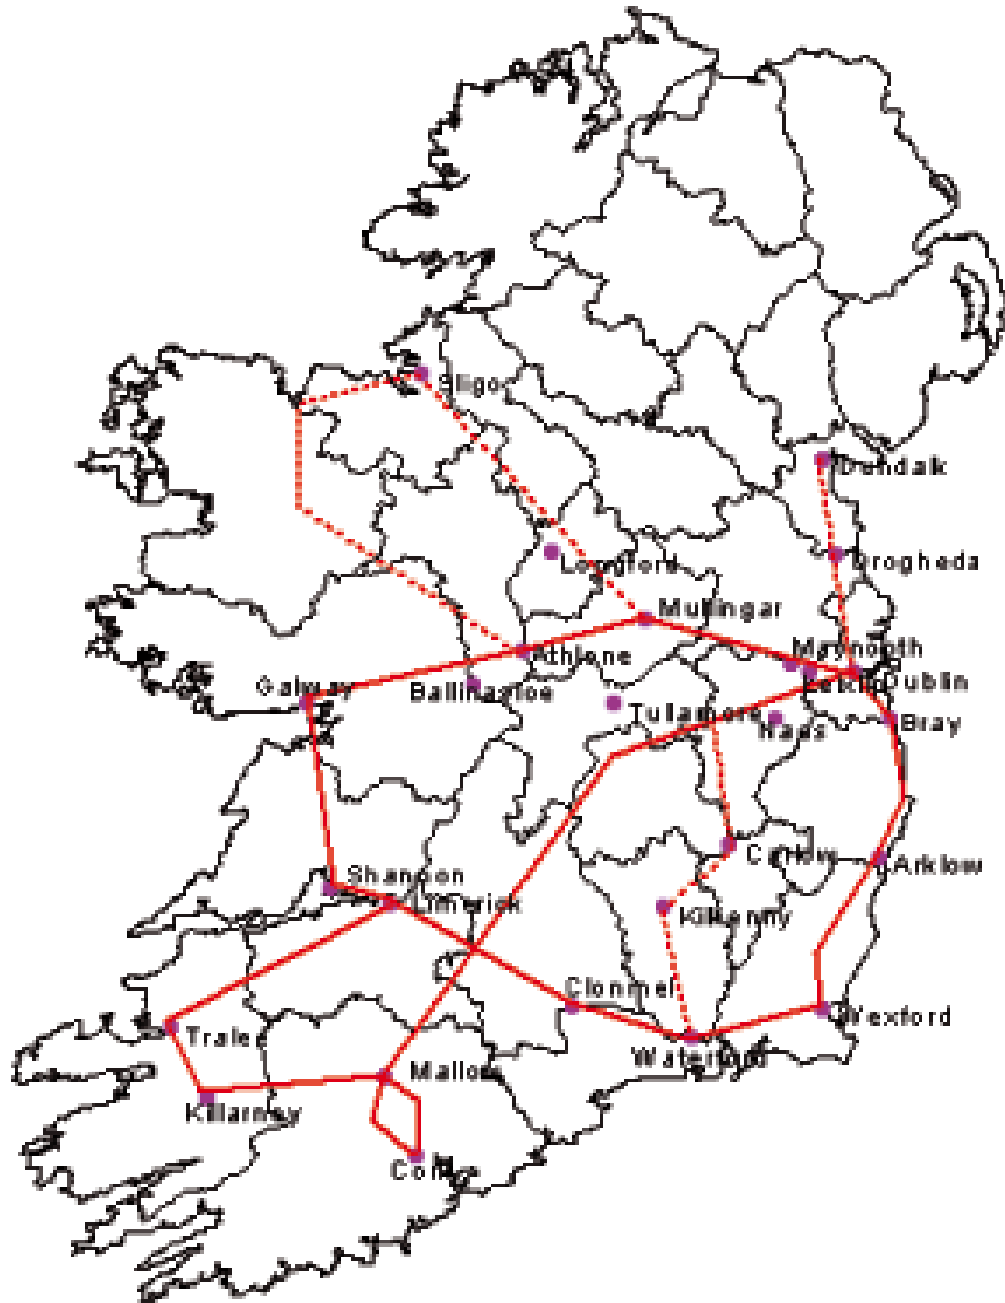 Sligo
Dundalk
Longford
Drogheda
Mullingar
Maynooth
Athlone
Dublin
Galway
Ballinasloe
Tullamore
Naas
Bray
Carlow
Arklow
Shannon
Limerick
Kilkenny
Clonmel
Wexford
Tralee
Waterford
Mallow
Killarney
Cork